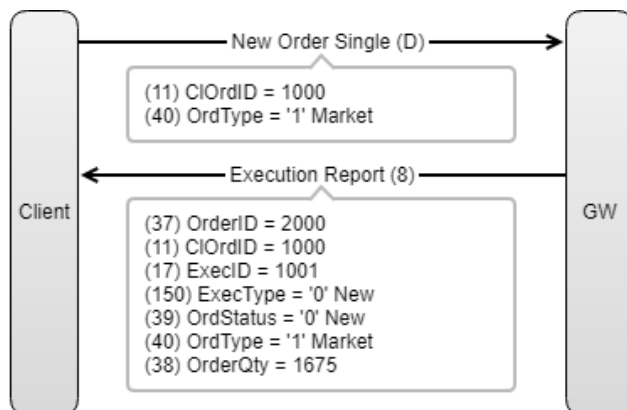 New Order Single (D)
(11) ClOrdID = 1000
(40) OrdType = '1' Market
Execution Report (8)
Client
GW
(37) OrderID = 2000
(11) ClOrdID = 1000
(17) ExecID = 1001
(150) ExecType = '0' New
(39) OrdStatus = '0' New
(40) OrdType = '1' Market
(38) OrderQty = 1675